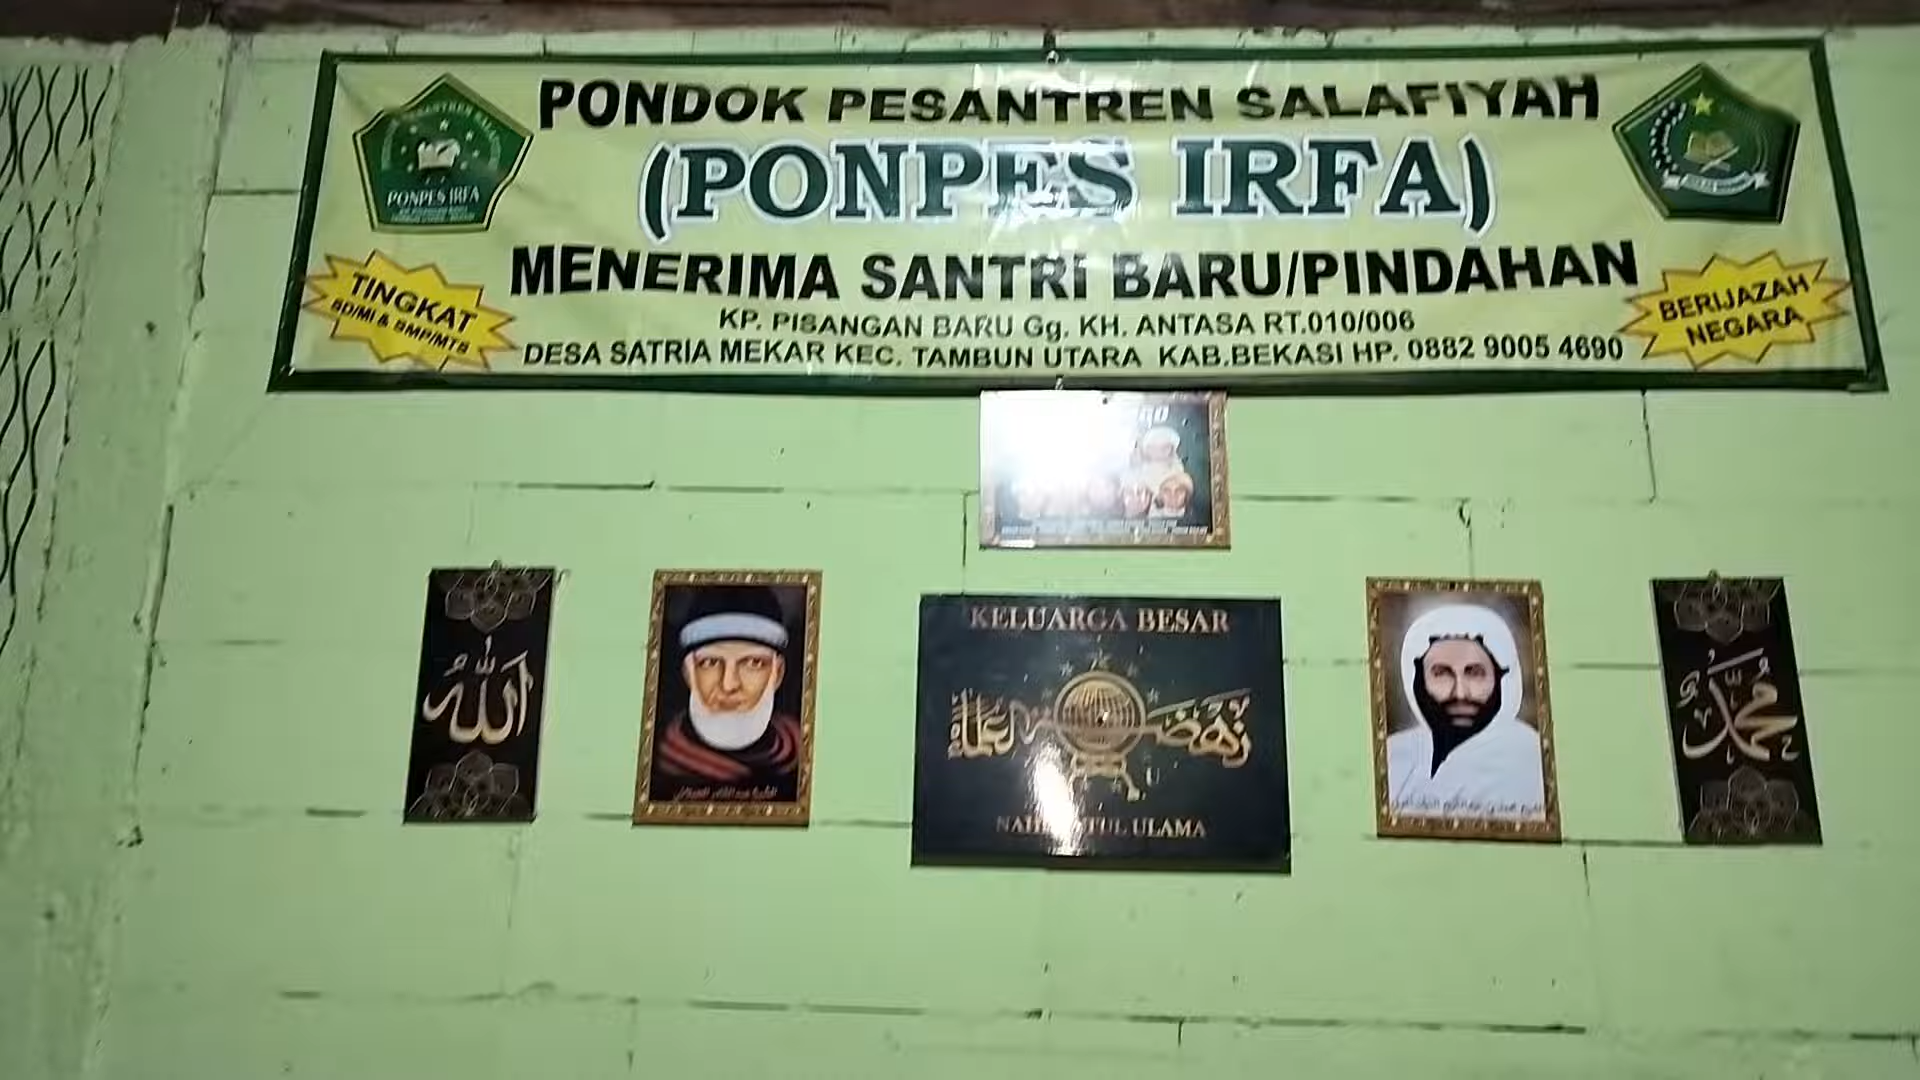 PONDOK PESANTREN SALAFIYAH
(PONPES IRFA)
MENERIMA SANTRI BARU/PINDAHAN
KP. PISANGAN BARU Gg. KH. ANTASA RT.010/006
DESA SATRIA MEKAR KEC. TAMBUN UTARA KAB.BEKASI HP. 0882 9005 4690
PONPES IRFA
TINGKAT
SD/MI & SMP/MTS
BERIJAZAH
NEGARA
الله
KELUARGA BESAR
نهضة العلماء
U
ULAMA
محمد